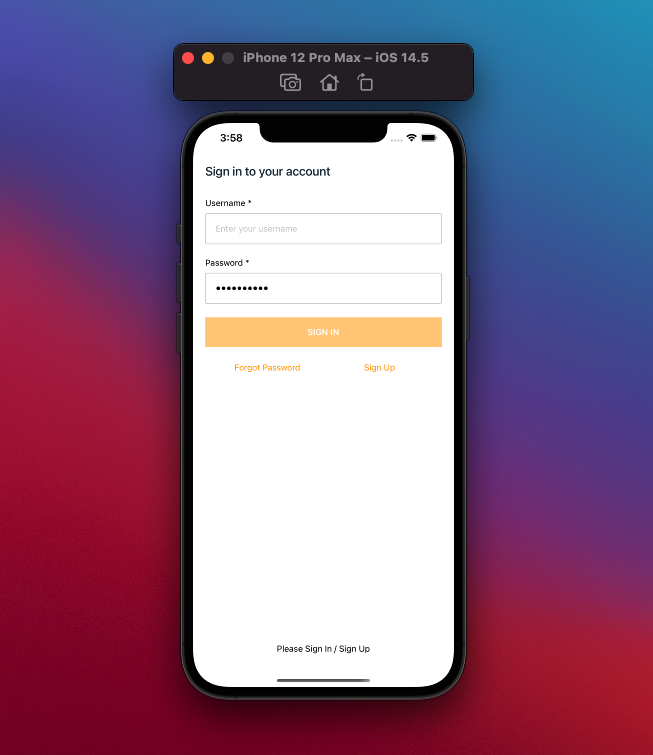 iPhone 12 Pro Max – iOS 14.5
3:58
Sign in to your account
Username *
Enter your username
Password *
••••••••••
SIGN IN
Forgot Password Sign Up
Please Sign In / Sign Up